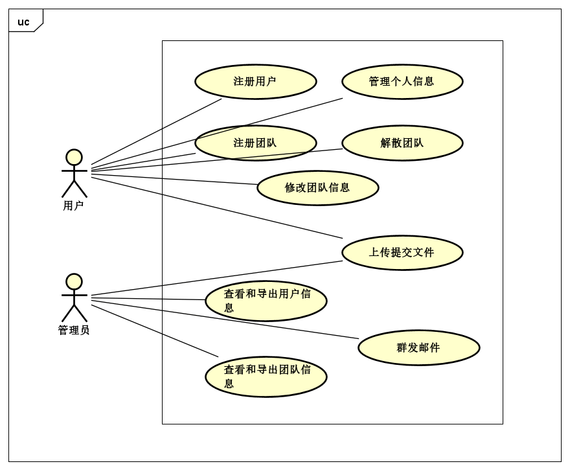 uc
注册用户
管理个人信息
注册团队
解散团队
修改团队信息
用户
上传提交文件
查看和导出用户信
息
管理员
群发邮件
查看和导出团队信
息